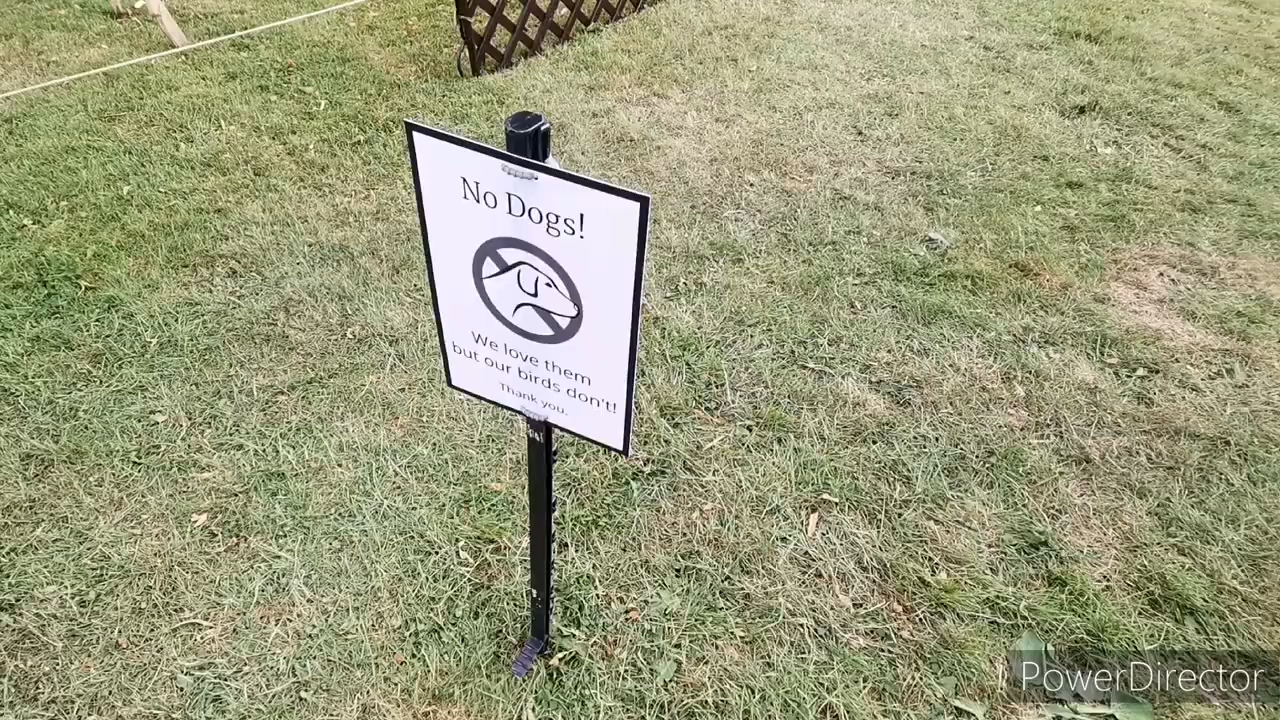 No Dogs!
We love them
but our birds don't!
Thank you.
PowerDirector